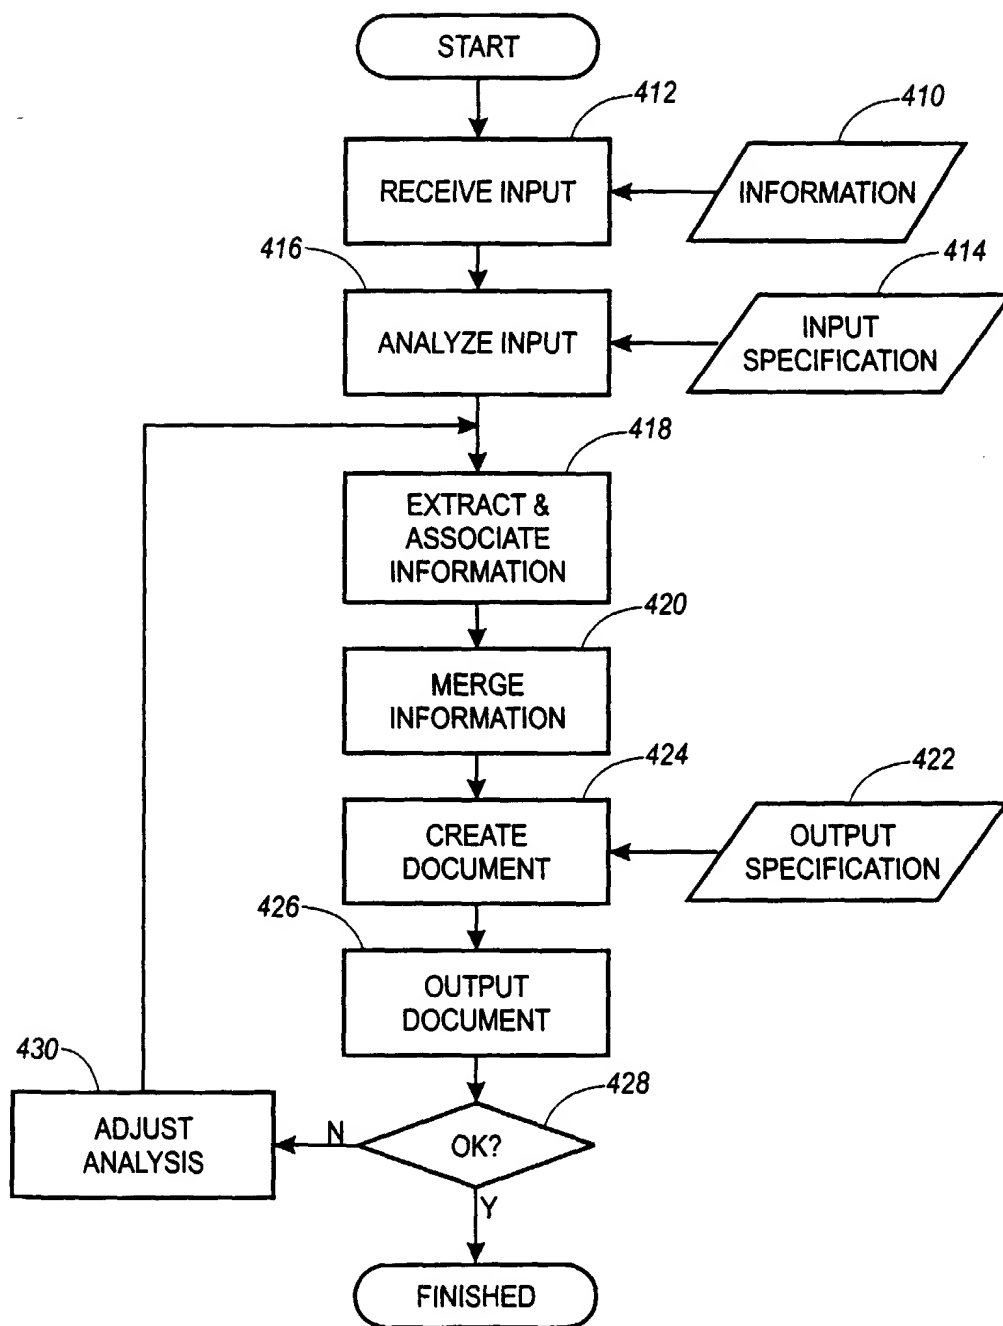 START
412
410
RECEIVE INPUT
INFORMATION
416
414
ANALYZE INPUT
INPUT
SPECIFICATION
418
EXTRACT &
ASSOCIATE
INFORMATION
420
MERGE
INFORMATION
424
422
CREATE
DOCUMENT
OUTPUT
SPECIFICATION
426
OUTPUT
DOCUMENT
430
428
ADJUST
ANALYSIS
N
OK?
Y
FINISHED